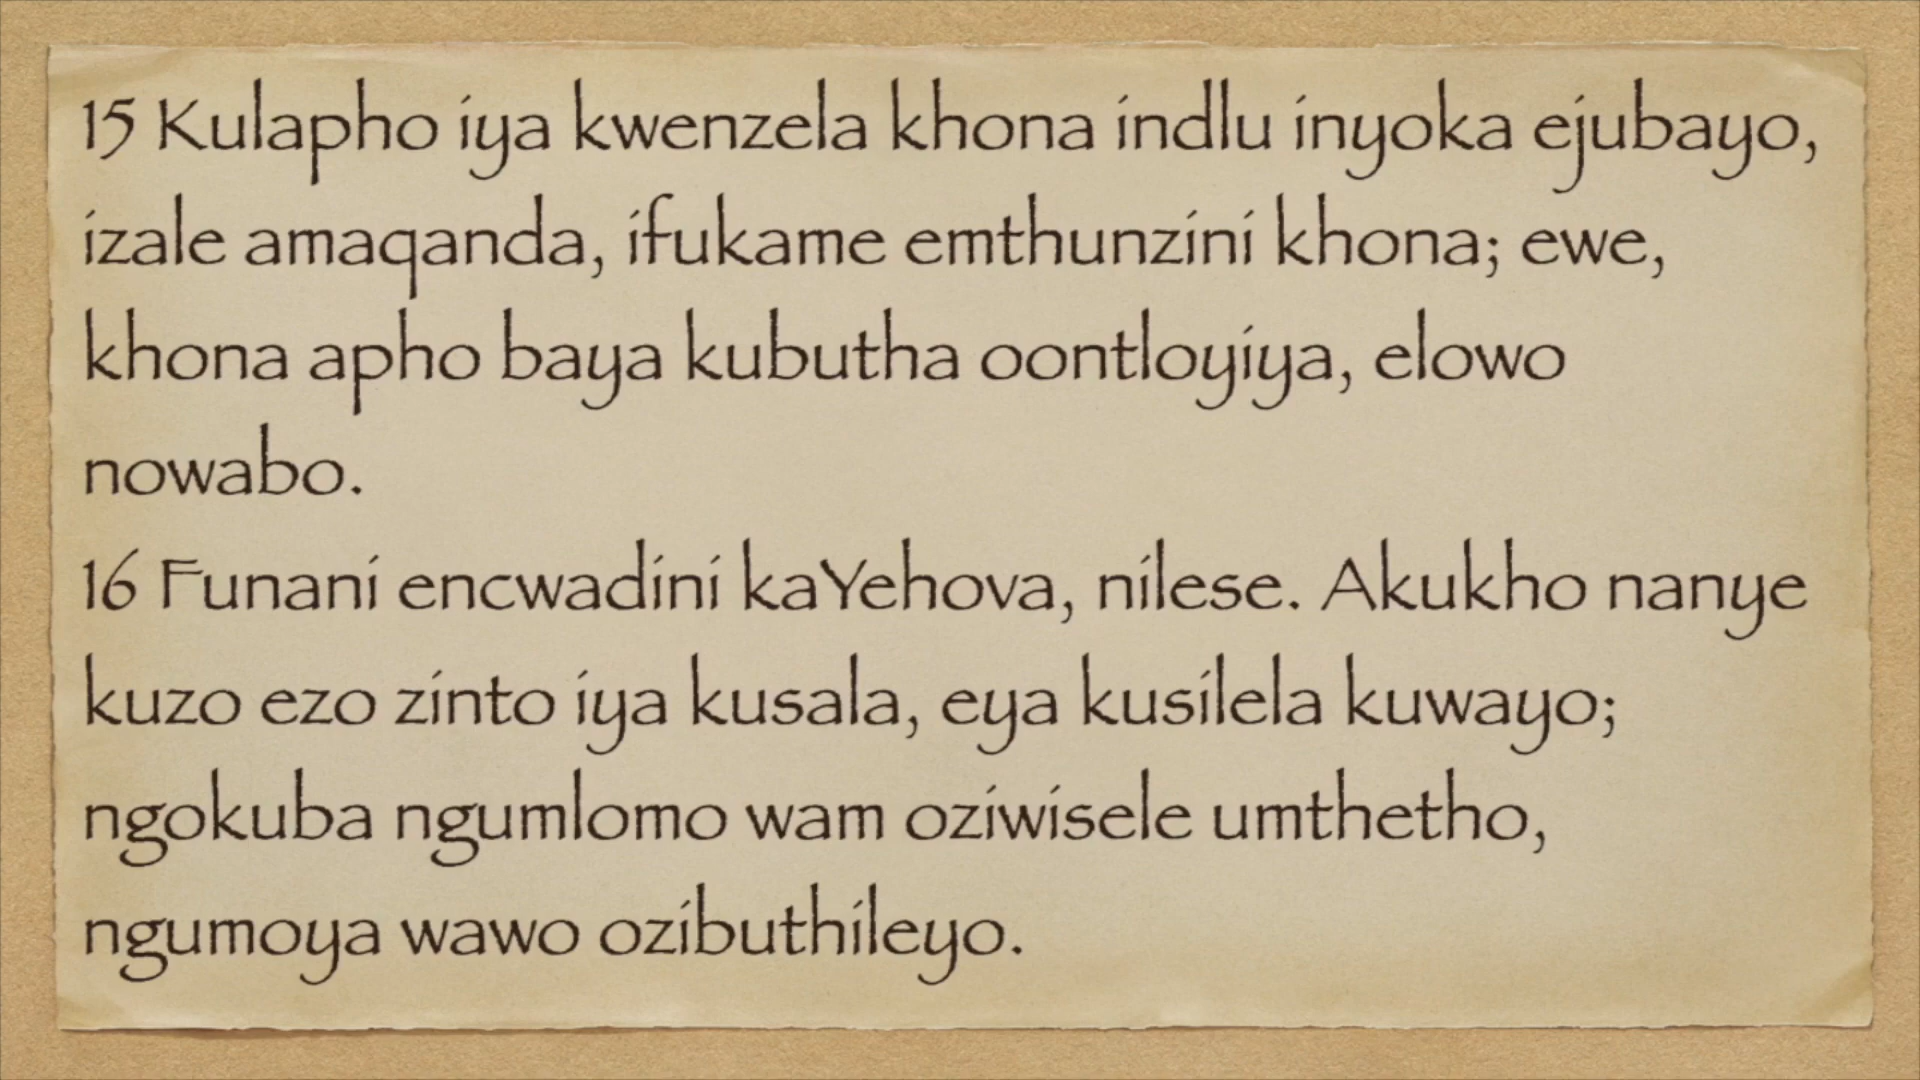 15 Kulapho iya kwenzela khona indlu inyoka ejubayo,
izale amaqanda, ifukame emthunzini khona; ewe,
khona apho baya kubutha oontloyiya, elowo
nowabo.
16 Funani encwadini kaYehova, nilese. Akukho nanye
kuzo ezo zinto iya kusala, eya kusilela kuwayo;
ngokuba ngumlomo wam oziwisele umthetho,
ngumoya wawo ozibuthileyo.